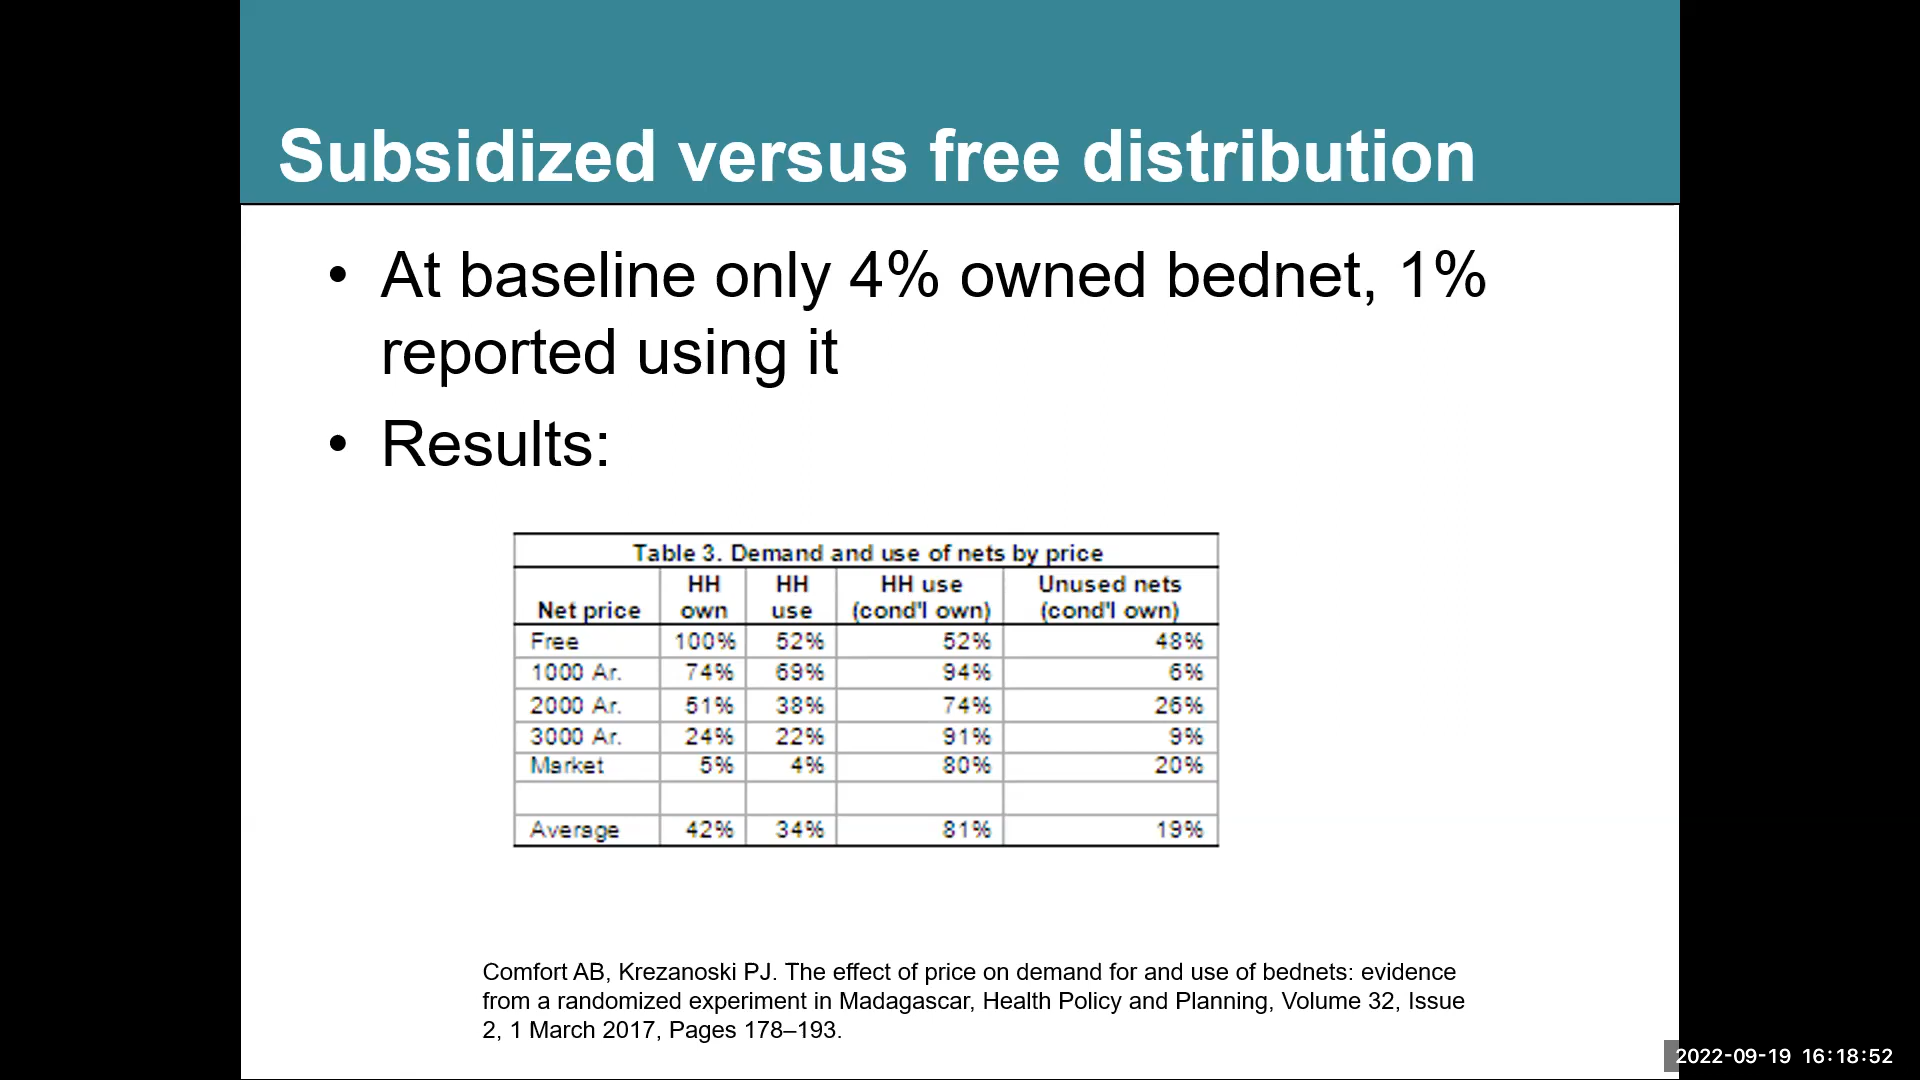 Subsidized versus free distribution
• At baseline only 4% owned bednet, 1%
reported using it
• Results:
Table 3. Demand and use of nets by price
Net price HH own HH use HH use (cond'l own) Unused nets (cond'l own)
Free 100% 52% 52% 48%
1000 Ar. 74% 69% 94% 6%
2000 Ar. 51% 38% 74% 26%
3000 Ar. 24% 22% 91% 9%
Market 5% 4% 80% 20%
Average 42% 34% 81% 19%
Comfort AB, Krezanoski PJ. The effect of price on demand for and use of bednets: evidence
from a randomized experiment in Madagascar, Health Policy and Planning, Volume 32, Issue
2, 1 March 2017, Pages 178–193.
2022-09-19 16:18:52